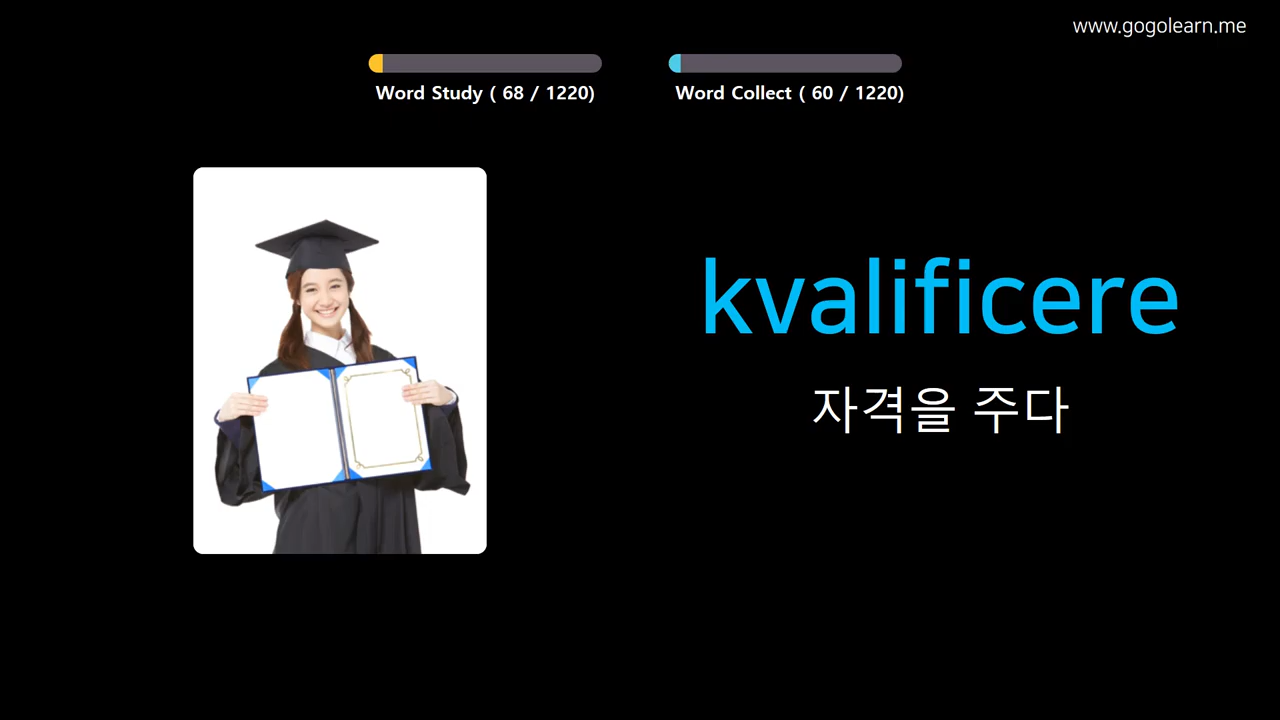 www.gogolearn.me
Word Study ( 68 / 1220)
Word Collect ( 60 / 1220)
kvalificere
자격을 주다